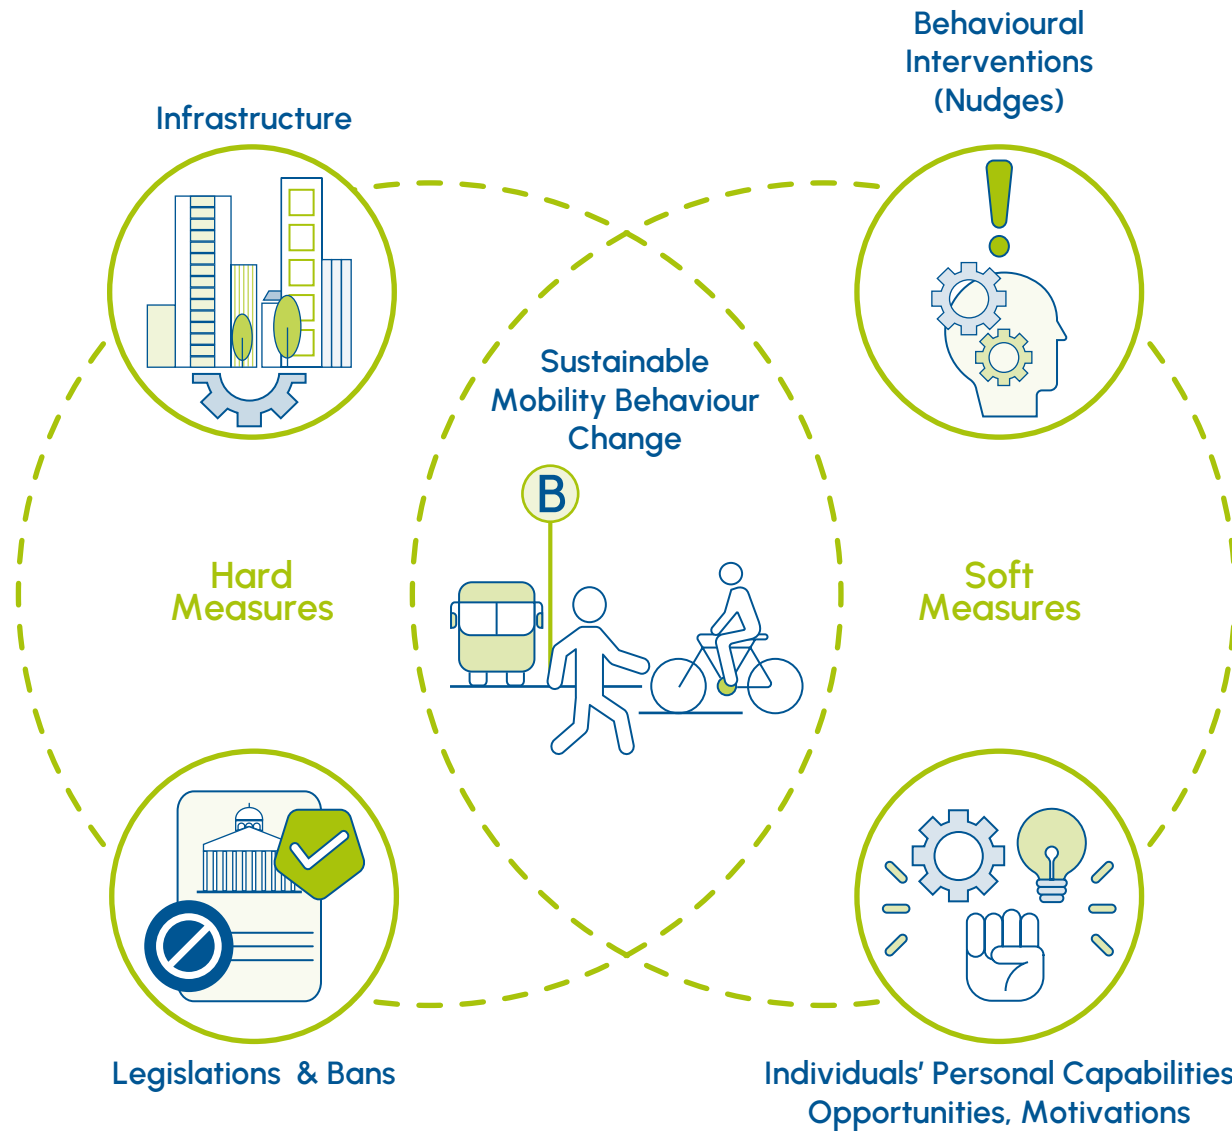 Behavioural
Interventions
(Nudges)
Infrastructure
Sustainable
Mobility Behaviour
Change
B
Hard
Measures
Soft
Measures
Legislations & Bans
Individuals' Personal Capabilities
Opportunities, Motivations